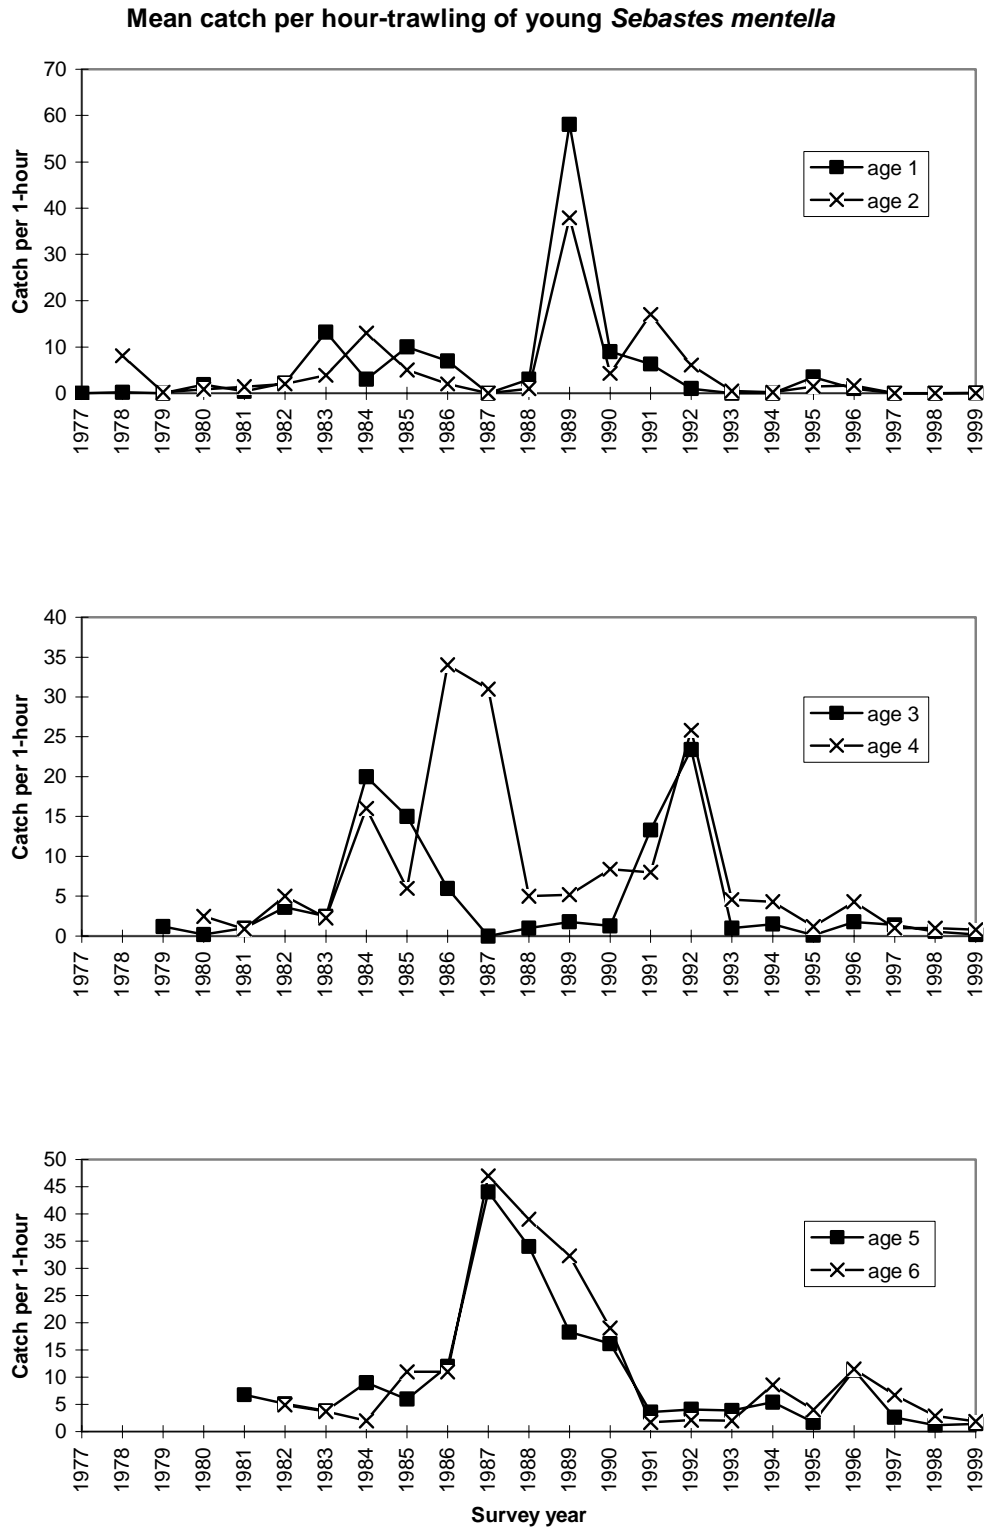 Mean catch per hour-trawling of young Sebastes mentella
70
60
50
40
30
20
10
0
Catch per 1-hour
age 1
age 2
1977 1978 1979 1980 1981 1982 1983 1984 1985 1986 1987 1988 1989 1990 1991 1992 1993 1994 1995 1996 1997 1998 1999
40
35
30
25
20
15
10
5
0
Catch per 1-hour
age 3
age 4
1977 1978 1979 1980 1981 1982 1983 1984 1985 1986 1987 1988 1989 1990 1991 1992 1993 1994 1995 1996 1997 1998 1999
50
45
40
35
30
25
20
15
10
5
0
Catch per 1-hour
age 5
age 6
1977 1978 1979 1980 1981 1982 1983 1984 1985 1986 1987 1988 1989 1990 1991 1992 1993 1994 1995 1996 1997 1998 1999
Survey year